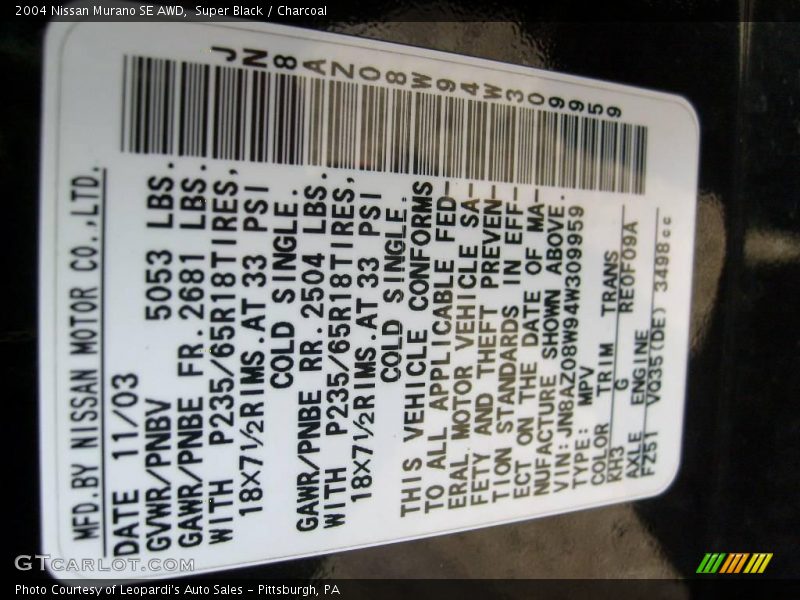 2004 Nissan Murano SE AWD,  Super Black / Charcoal
JN8AZ08W94W309959
MFD.BY NISSAN MOTOR CO.,LTD.
DATE 11/03
GVWR/PNBV 5053 LBS.
GAWR/PNBE FR.2681 LBS.
WITH P235/65R18TIRES,
18×7½RIMS.AT 33 PSI
COLD SINGLE.
GAWR/PNBE RR.2504 LBS.
WITH P235/65R18TIRES,
18×7½RIMS.AT 33 PSI
COLD SINGLE.
THIS VEHICLE CONFORMS
TO ALL APPLICABLE FED-
ERAL MOTOR VEHICLE SA-
FETY AND THEFT PREVEN-
TION STANDARDS IN EFF-
ECT ON THE DATE OF MA-
NUFACTURE SHOWN ABOVE.
VIN:JN8AZ08W94W309959
TYPE: MPV
COLOR TRIM TRANS
KH3 G RE0F09A
AXLE ENGINE
FZ51 VQ35(DE) 3498cc
GTCARLOT.COM
Photo Courtesy of Leopardi's Auto Sales - Pittsburgh, PA